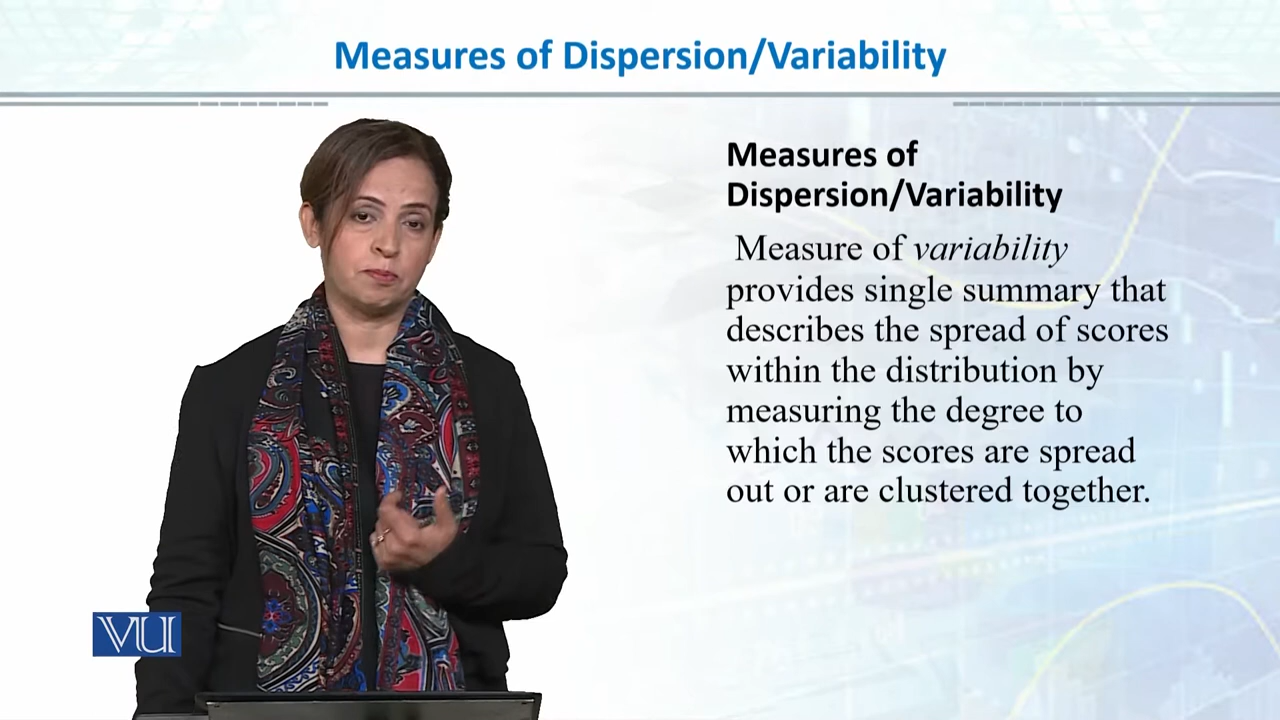 Measures of Dispersion/Variability
Measures of
Dispersion/Variability
Measure of variability
provides single summary that
describes the spread of scores
within the distribution by
measuring the degree to
which the scores are spread
out or are clustered together.
VU